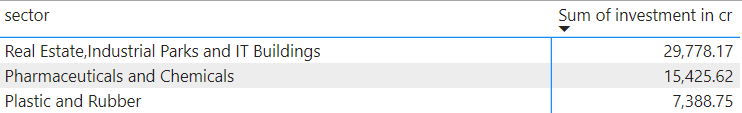 sector Sum of investment in cr
Real Estate,Industrial Parks and IT Buildings 29,778.17
Pharmaceuticals and Chemicals 15,425.62
Plastic and Rubber 7,388.75